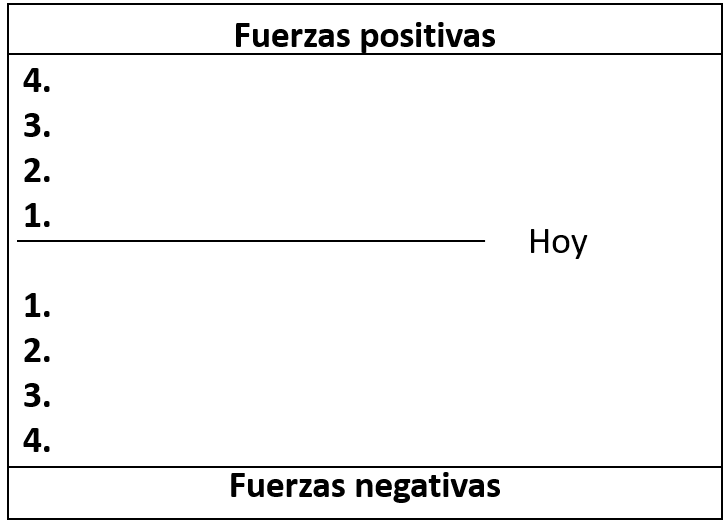 Fuerzas positivas
4.
3.
2.
1.
Hoy
1.
2.
3.
4.
Fuerzas negativas